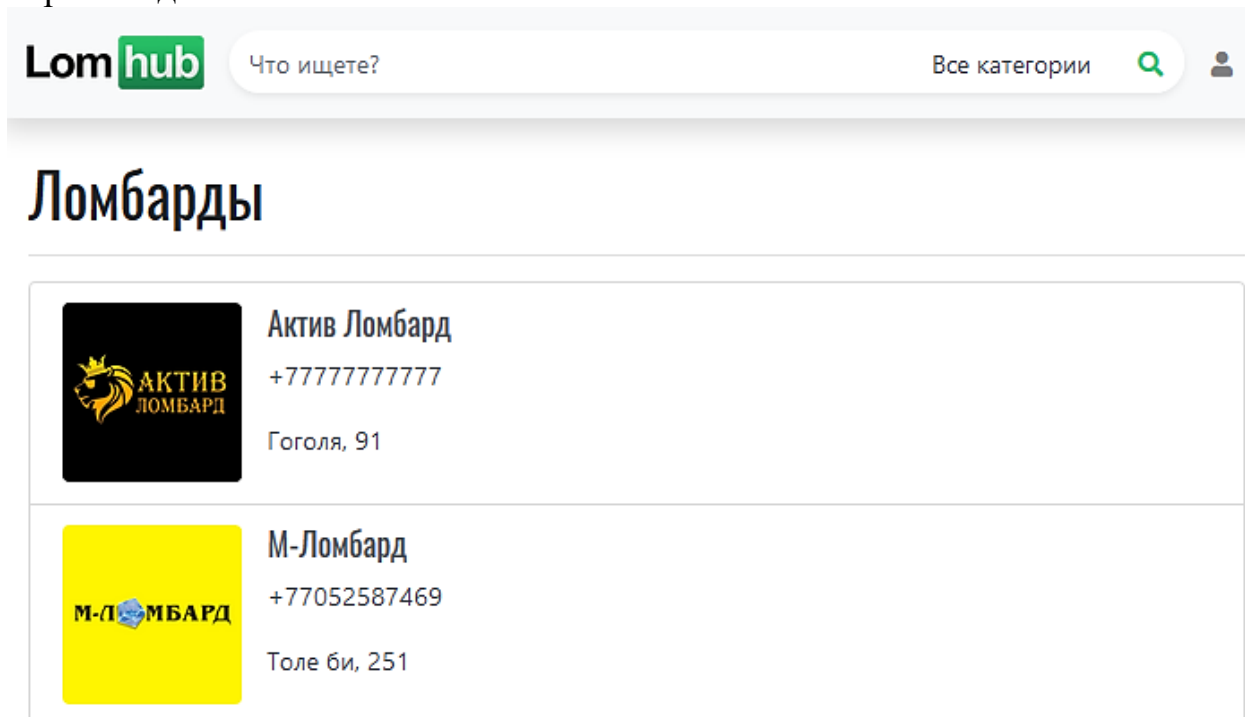 Lom hub
Что ищете?
Все категории
Ломбарды
АКТИВ
ЛОМБАРД
Актив Ломбард
+77777777777
Гоголя, 91
М-ЛОМБАРД
М-Ломбард
+77052587469
Толе би, 251